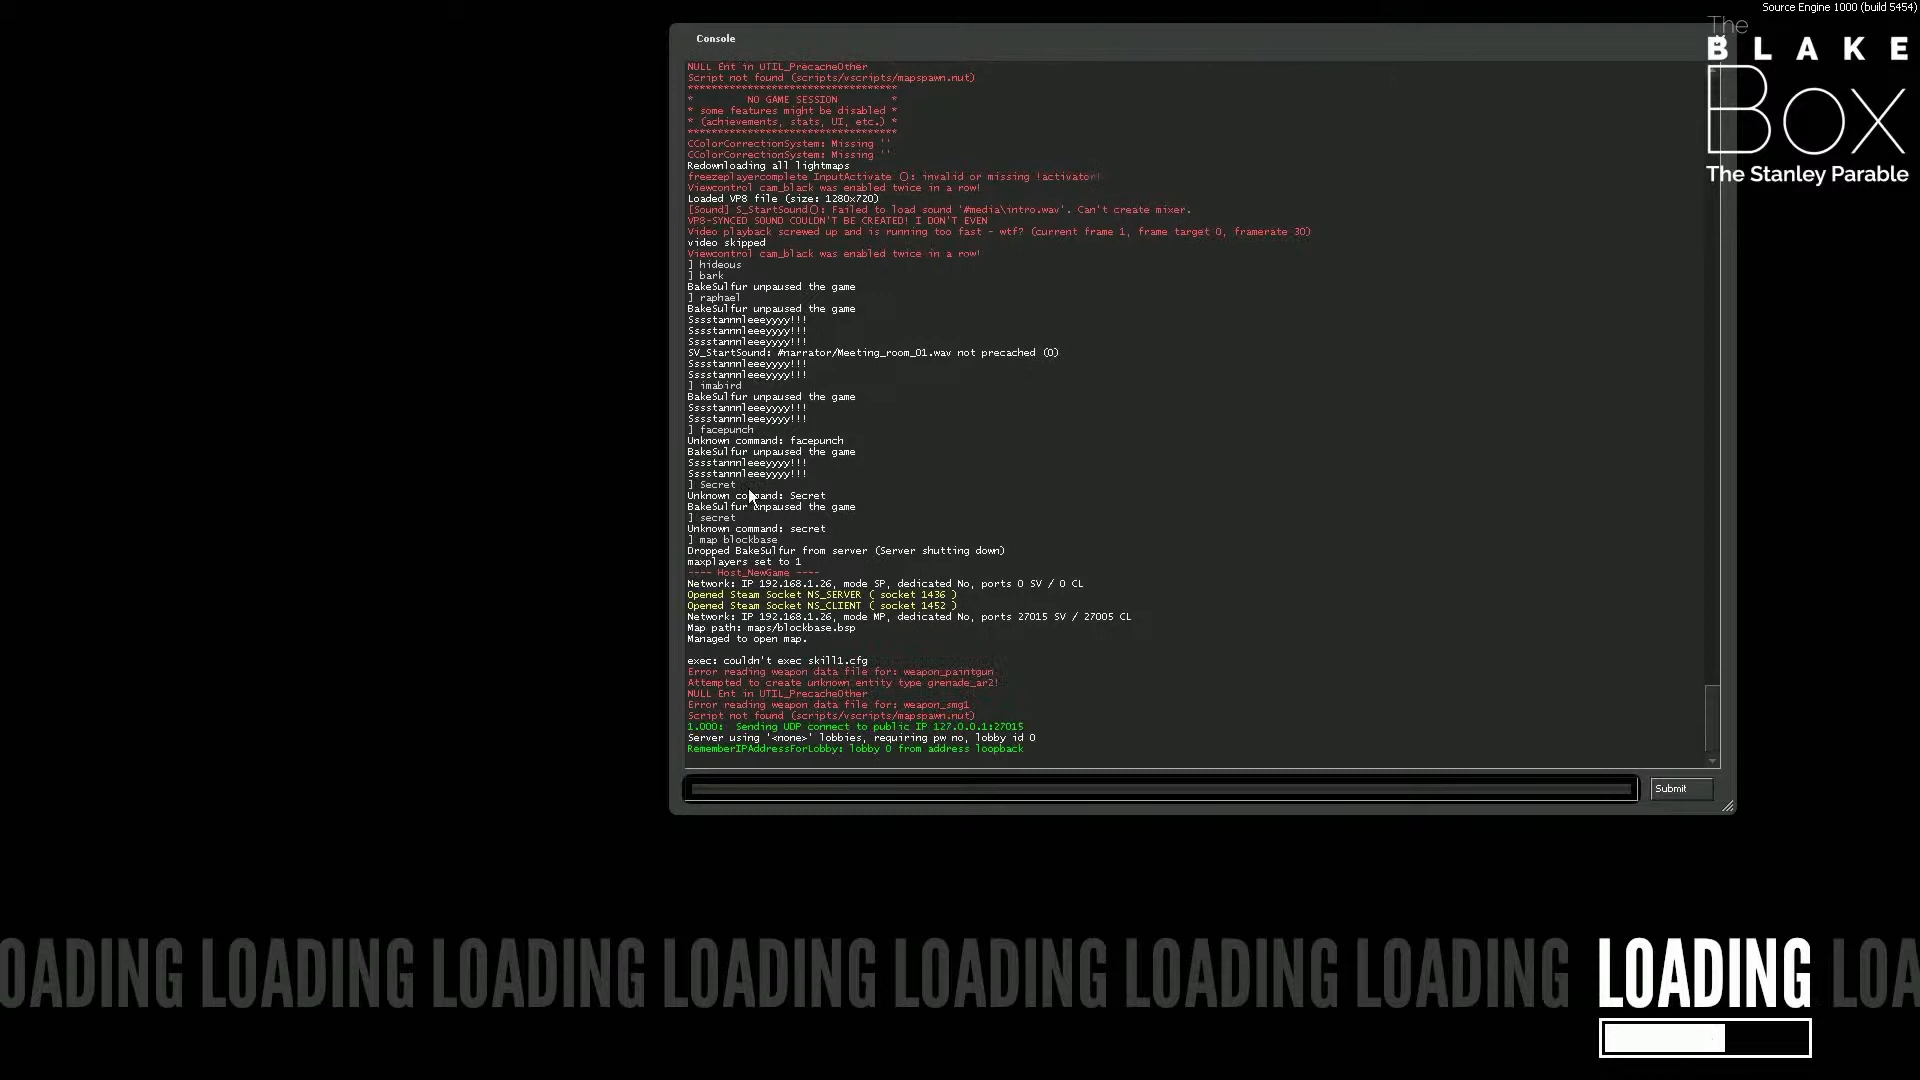 Source Engine 1000 (build 5454)
The
BLAKE
Box
The Stanley Parable
Console
NULL Ent in UTIL_PrecacheOther
Script not found (scripts/vscripts/mapspawn.nut)
***********************************
* NO GAME SESSION *
* some features might be disabled *
* (achievements, stats, UI, etc.) *
***********************************
CColorCorrectionSystem: Missing ''
CColorCorrectionSystem: Missing ''
Redownloading all lightmaps
freezeplayercomplete InputActivate (): invalid or missing !activator!
Viewcontrol cam_black was enabled twice in a row!
Loaded VP8 file (size: 1280x720)
[Sound] S_StartSound(): Failed to load sound '#media\intro.wav'. Can't create mixer.
VP8-SYNCED SOUND COULDN'T BE CREATED! I DON'T EVEN
Video playback screwed up and is running too fast - wtf? (current frame 1, frame target 0, framerate 30)
video skipped
Viewcontrol cam_black was enabled twice in a row!
] hideous
] bark
BakeSulfur unpaused the game
] raphael
BakeSulfur unpaused the game
Sssstannnleeeyyyy!!!
Sssstannnleeeyyyy!!!
Sssstannnleeeyyyy!!!
SV_StartSound: #narrator/Meeting_room_01.wav not precached (0)
Sssstannnleeeyyyy!!!
Sssstannnleeeyyyy!!!
] imabird
BakeSulfur unpaused the game
Sssstannnleeeyyyy!!!
Sssstannnleeeyyyy!!!
] facepunch
Unknown command: facepunch
BakeSulfur unpaused the game
Sssstannnleeeyyyy!!!
Sssstannnleeeyyyy!!!
] Secret
Unknown command: Secret
BakeSulfur unpaused the game
] secret
Unknown command: secret
] map blockbase
Dropped BakeSulfur from server (Server shutting down)
maxplayers set to 1
---- Host_NewGame ----
Network: IP 192.168.1.26, mode SP, dedicated No, ports 0 SV / 0 CL
Opened Steam Socket NS_SERVER ( socket 1436 )
Opened Steam Socket NS_CLIENT ( socket 1452 )
Network: IP 192.168.1.26, mode MP, dedicated No, ports 27015 SV / 27005 CL
Map path: maps/blockbase.bsp
Managed to open map.
exec: couldn't exec skill1.cfg
Error reading weapon data file for: weapon_paintgun
Attempted to create unknown entity type grenade_ar2!
NULL Ent in UTIL_PrecacheOther
Error reading weapon data file for: weapon_smg1
Script not found (scripts/vscripts/mapspawn.nut)
1.000: Sending UDP connect to public IP 127.0.0.1:27015
Server using '<none>' lobbies, requiring pw no, lobby id 0
RememberIPAddressForLobby: lobby 0 from address loopback
Submit
OADING LOADING LOADING LOADING LOADING LOADING LOADING LOADING LOA